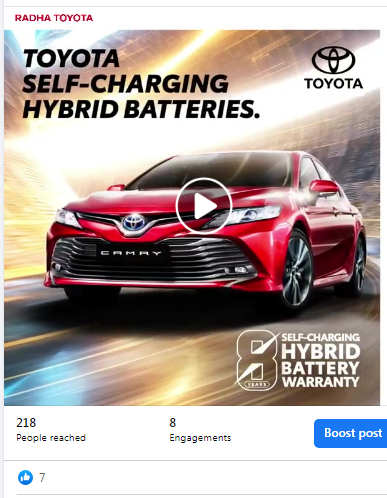 RADHA TOYOTA
TOYOTA
SELF-CHARGING
HYBRID BATTERIES.
TOYOTA
CAMRY
8
YEARS
SELF-CHARGING
HYBRID
BATTERY
WARRANTY
218
8
People reached
Engagements
Boost post
7